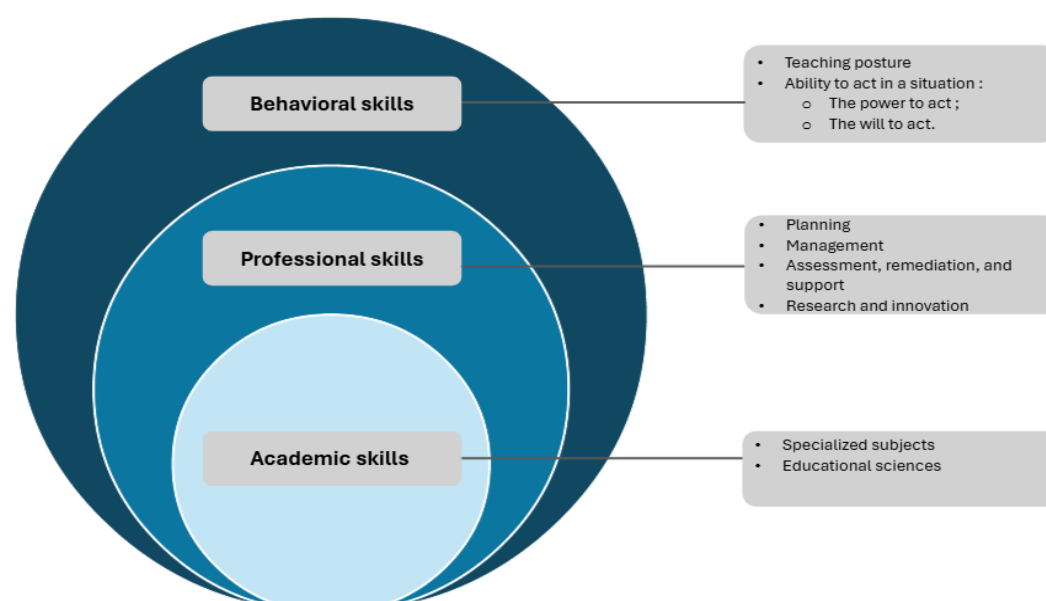 Behavioral skills
• Teaching posture
• Ability to act in a situation :
o The power to act ;
o The will to act.
Professional skills
• Planning
• Management
• Assessment, remediation, and
support
• Research and innovation
Academic skills
• Specialized subjects
• Educational sciences